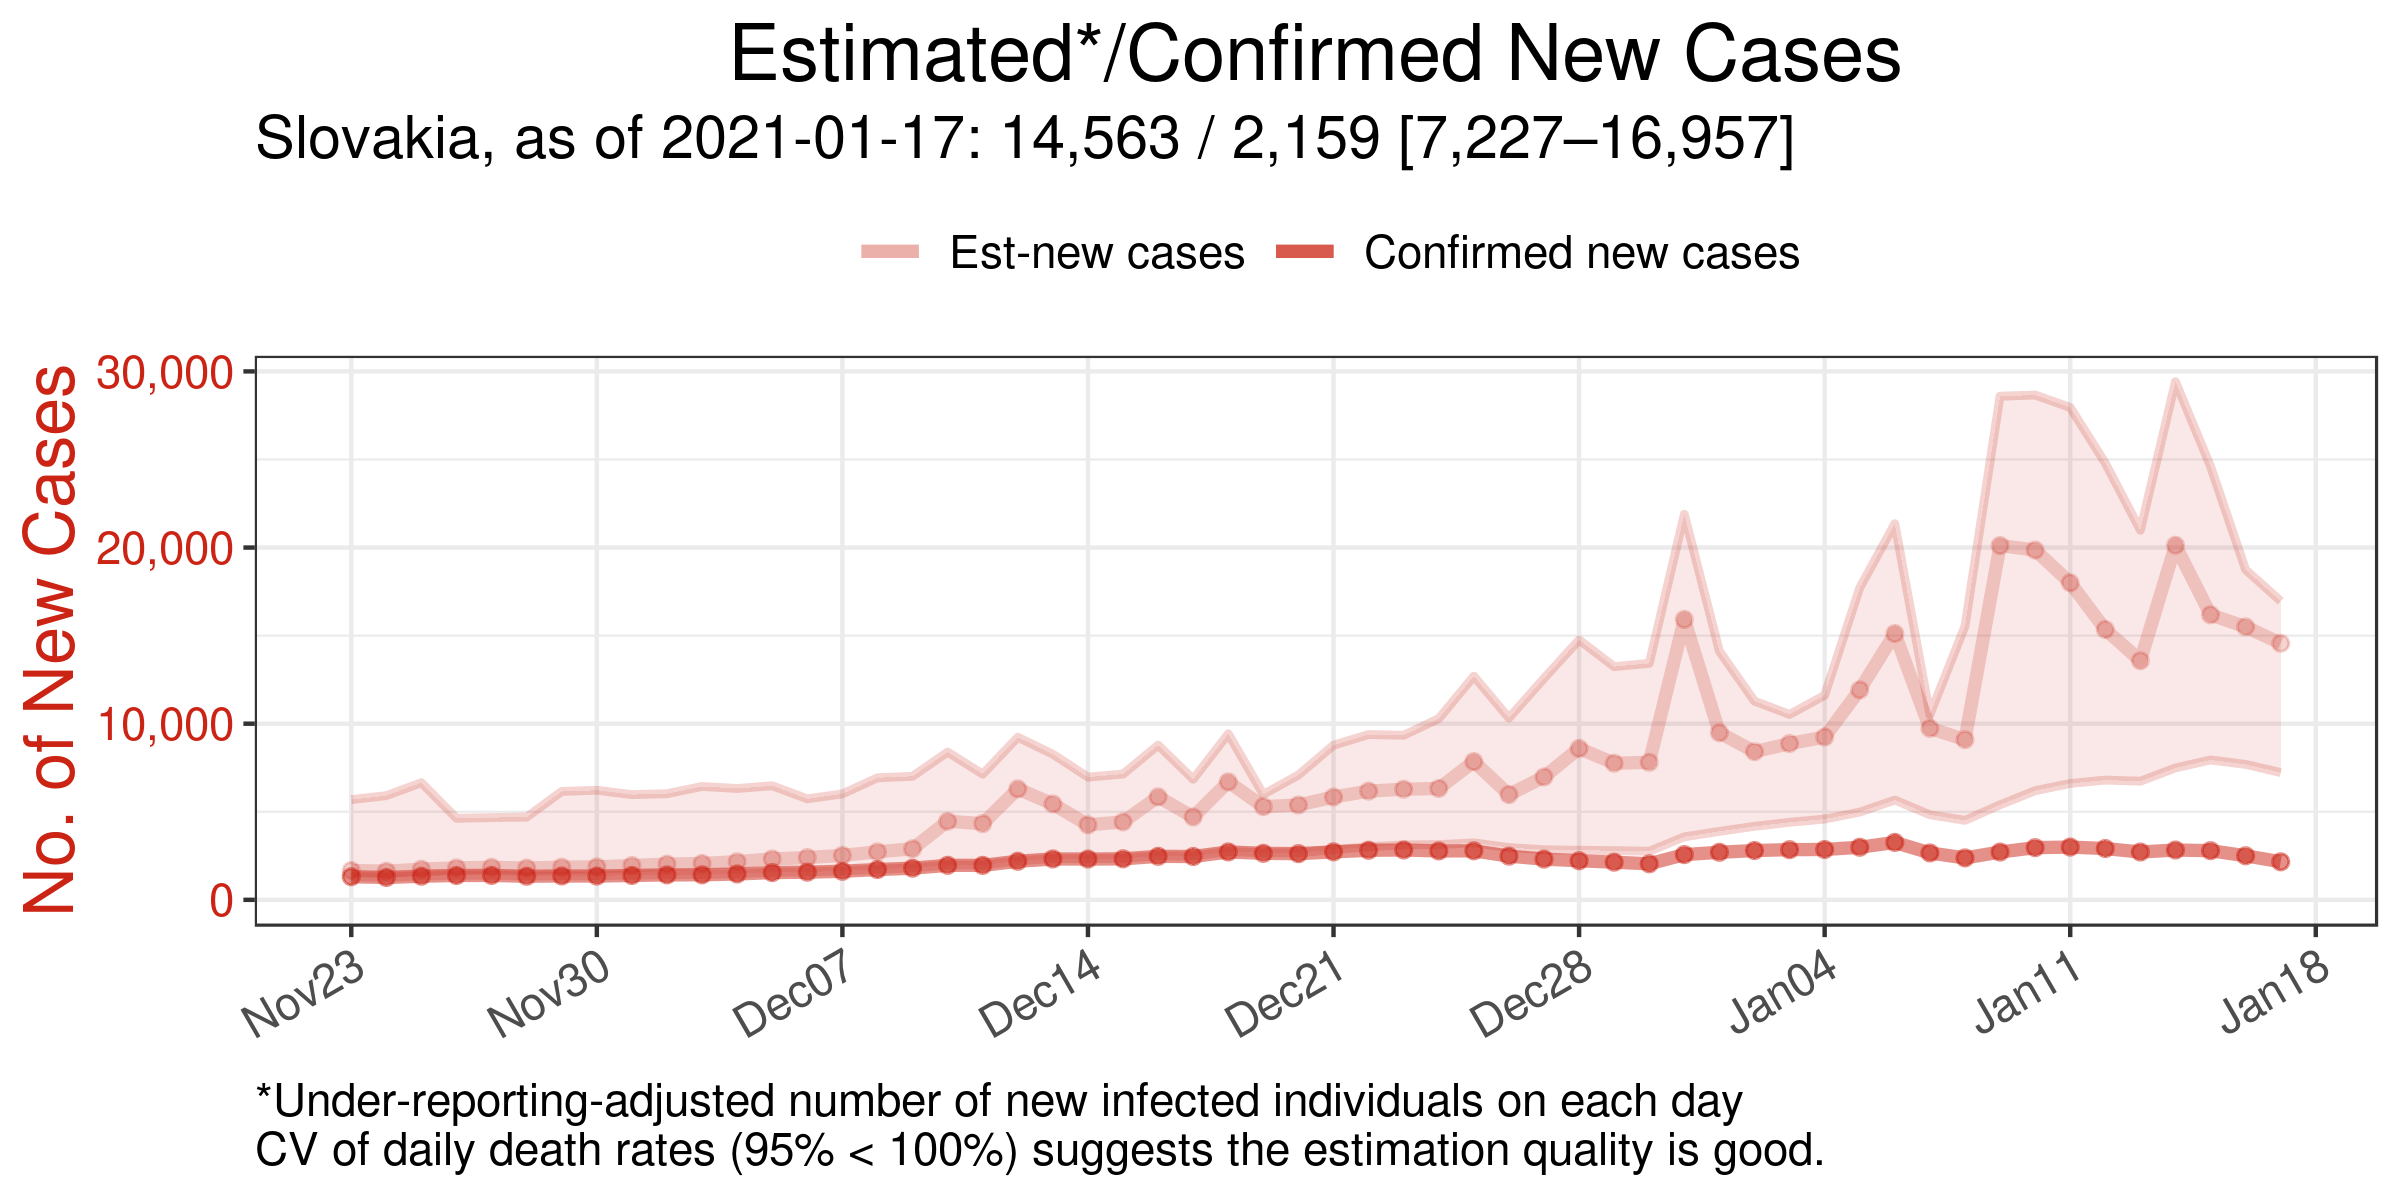 Estimated*/Confirmed New Cases
Slovakia, as of 2021-01-17: 14,563 / 2,159 [7,227–16,957]
Est-new cases
Confirmed new cases
No. of New Cases
30,000
20,000
10,000
0
Nov23
Nov30
Dec07
Dec14
Dec21
Dec28
Jan04
Jan11
Jan18
*Under-reporting-adjusted number of new infected individuals on each day
CV of daily death rates (95% < 100%) suggests the estimation quality is good.